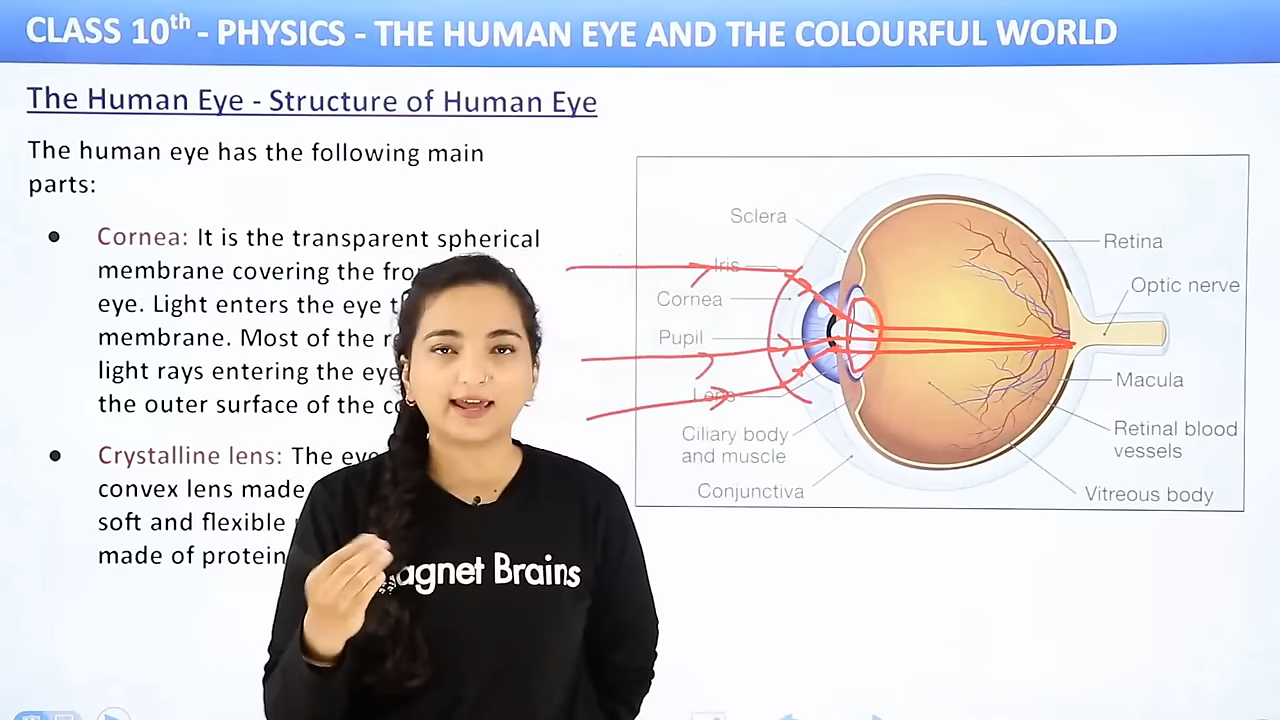 CLASS 10th - PHYSICS - THE HUMAN EYE AND THE COLOURFUL WORLD
The Human Eye - Structure of Human Eye
The human eye has the following main
parts:
Cornea: It is the transparent spherical
membrane covering the
eye. Light enters the eye
membrane. Most of the
light rays entering the eye
the outer surface of the
Crystalline lens: The
convex lens made
soft and flexible
made of protein
Sclera
Iris
Cornea
Pupil
Lens
Ciliary body
and muscle
Conjunctiva
Retina
Optic nerve
Macula
Retinal blood
vessels
Vitreous body
agnet Brains